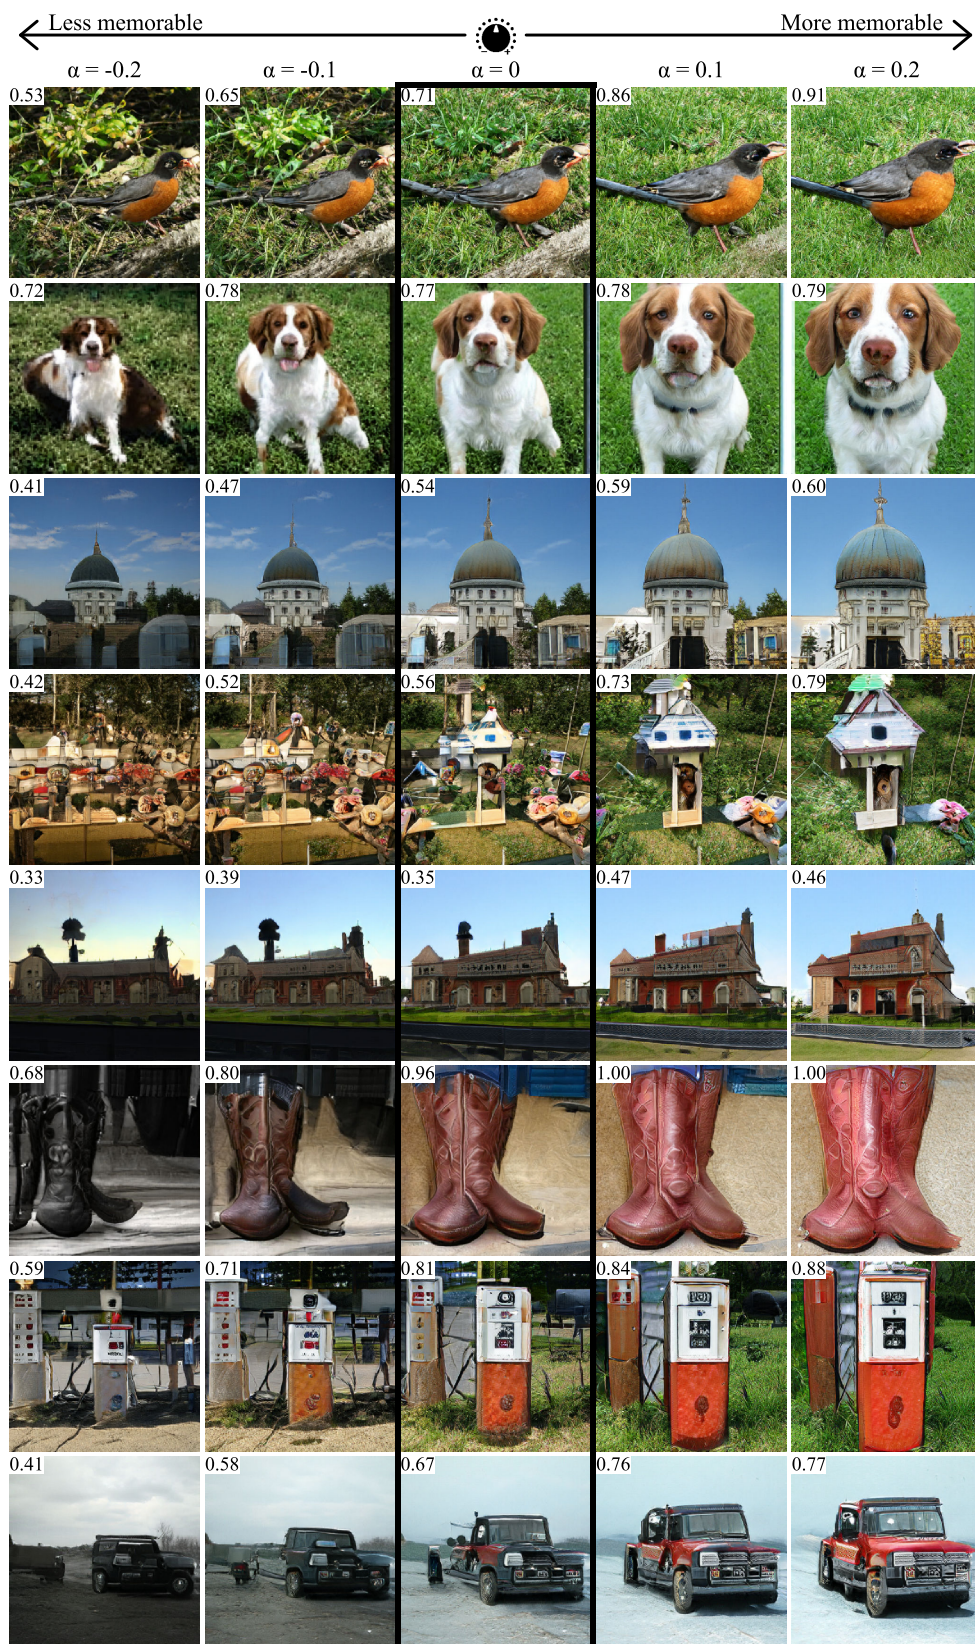 Less memorable
More memorable
α = -0.2 α = -0.1 α = 0 α = 0.1 α = 0.2
0.53 0.65 0.71 0.86 0.91
0.72 0.78 0.77 0.78 0.79
0.41 0.47 0.54 0.59 0.60
0.42 0.52 0.56 0.73 0.79
0.33 0.39 0.35 0.47 0.46
0.68 0.80 0.96 1.00 1.00
0.59 0.71 0.81 0.84 0.88
0.41 0.58 0.67 0.76 0.77